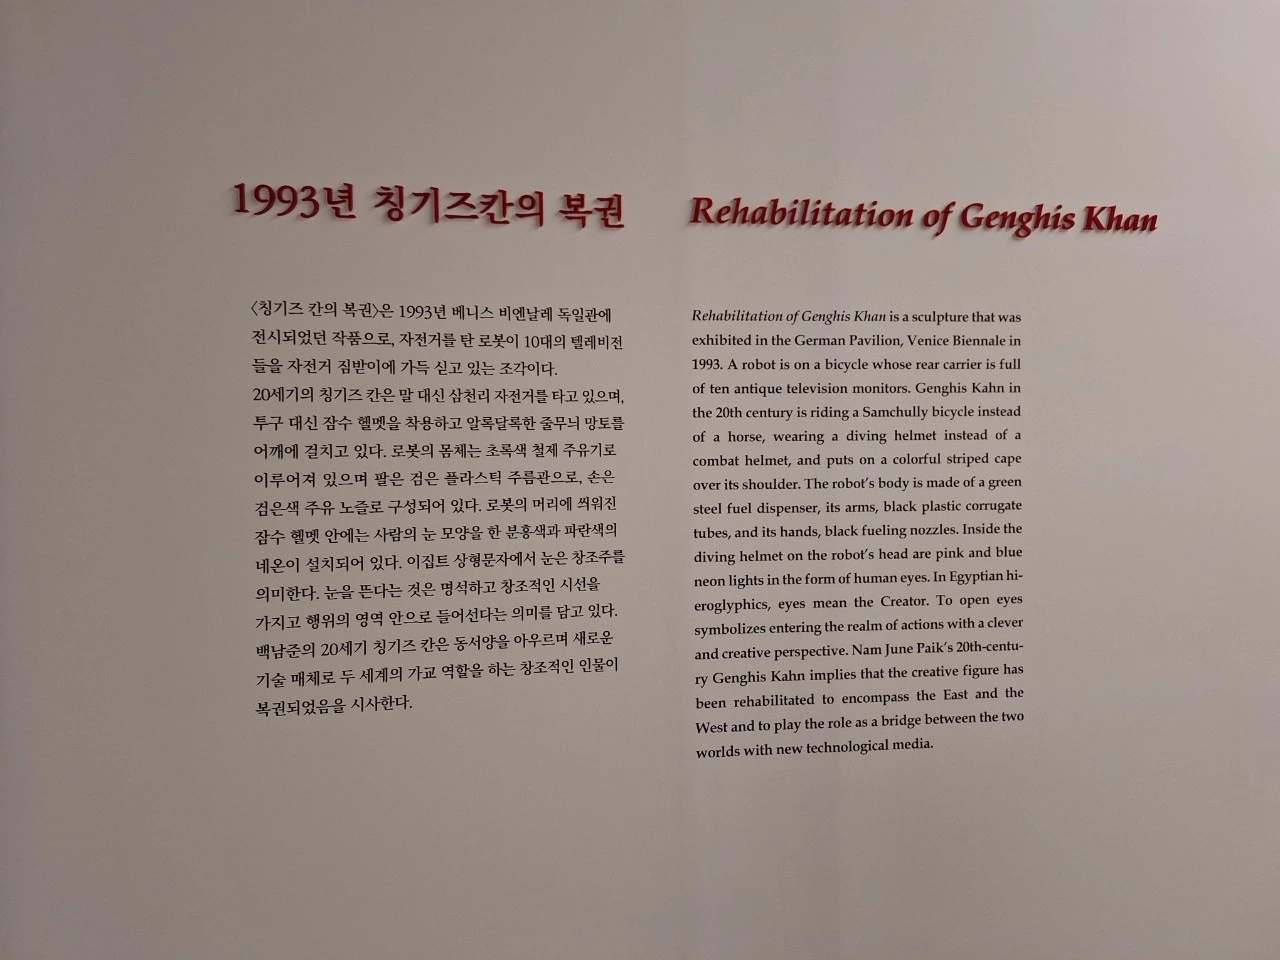 1993년 칭기즈칸의 복권
〈칭기즈 칸의 복권〉은 1993년 베니스 비엔날레 독일관에
전시되었던 작품으로, 자전거를 탄 로봇이 10대의 텔레비전
들을 자전거 짐받이에 가득 싣고 있는 조각이다.
20세기의 칭기즈 칸은 말 대신 삼천리 자전거를 타고 있으며,
투구 대신 잠수 헬멧을 착용하고 알록달록한 줄무늬 망토를
어깨에 걸치고 있다. 로봇의 몸체는 초록색 철제 주유기로
이루어져 있으며 팔은 검은 플라스틱 주름관으로, 손은
검은색 주유 노즐로 구성되어 있다. 로봇의 머리에 씌워진
잠수 헬멧 안에는 사람의 눈 모양을 한 분홍색과 파란색의
네온이 설치되어 있다. 이집트 상형문자에서 눈은 창조주를
의미한다. 눈을 뜬다는 것은 명석하고 창조적인 시선을
가지고 행위의 영역 안으로 들어선다는 의미를 담고 있다.
백남준의 20세기 칭기즈 칸은 동서양을 아우르며 새로운
기술 매체로 두 세계의 가교 역할을 하는 창조적인 인물이
복권되었음을 시사한다.
Rehabilitation of Genghis Khan
Rehabilitation of Genghis Khan is a sculpture that was
exhibited in the German Pavilion, Venice Biennale in
1993. A robot is on a bicycle whose rear carrier is full
of ten antique television monitors. Genghis Kahn in
the 20th century is riding a Samchully bicycle instead
of a horse, wearing a diving helmet instead of a
combat helmet, and puts on a colorful striped cape
over its shoulder. The robot's body is made of a green
steel fuel dispenser, its arms, black plastic corrugate
tubes, and its hands, black fueling nozzles. Inside the
diving helmet on the robot's head are pink and blue
neon lights in the form of human eyes. In Egyptian hi-
eroglyphics, eyes mean the Creator. To open eyes
symbolizes entering the realm of actions with a clever
and creative perspective. Nam June Paik's 20th-centu-
ry Genghis Kahn implies that the creative figure has
been rehabilitated to encompass the East and the
West and to play the role as a bridge between the two
worlds with new technological media.